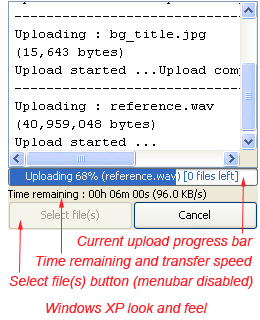 Uploading : bg_title.jpg
(15,643 bytes)
Upload started ...Upload com
Uploading : reference.wav
(40,959,048 bytes)
Upload started ...
Uploading 68% (reference.wav) [0 files left]
Time remaining : 00h 06m 00s (96.0 KB/s)
Select file(s) Cancel
Current upload progress bar
Time remaining and transfer speed
Select file(s) button (menubar disabled)
Windows XP look and feel